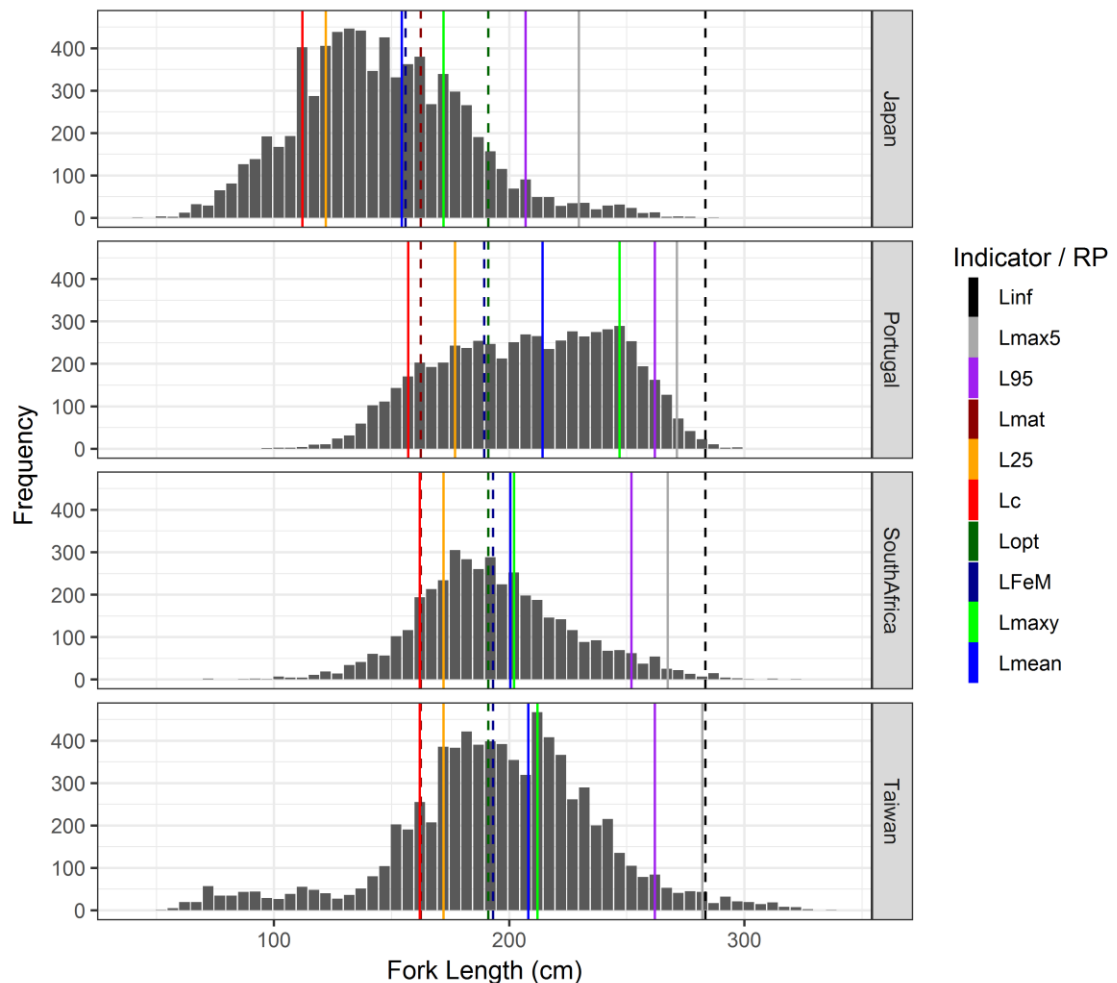 Frequency
400
300
200
100
0
Japan
400
300
200
100
0
Portugal
400
300
200
100
0
SouthAfrica
400
300
200
100
0
Taiwan
100
200
300
Fork Length (cm)
Indicator / RP
Linf
Lmax5
L95
Lmat
L25
Lc
Lopt
LFeM
Lmaxy
Lmean